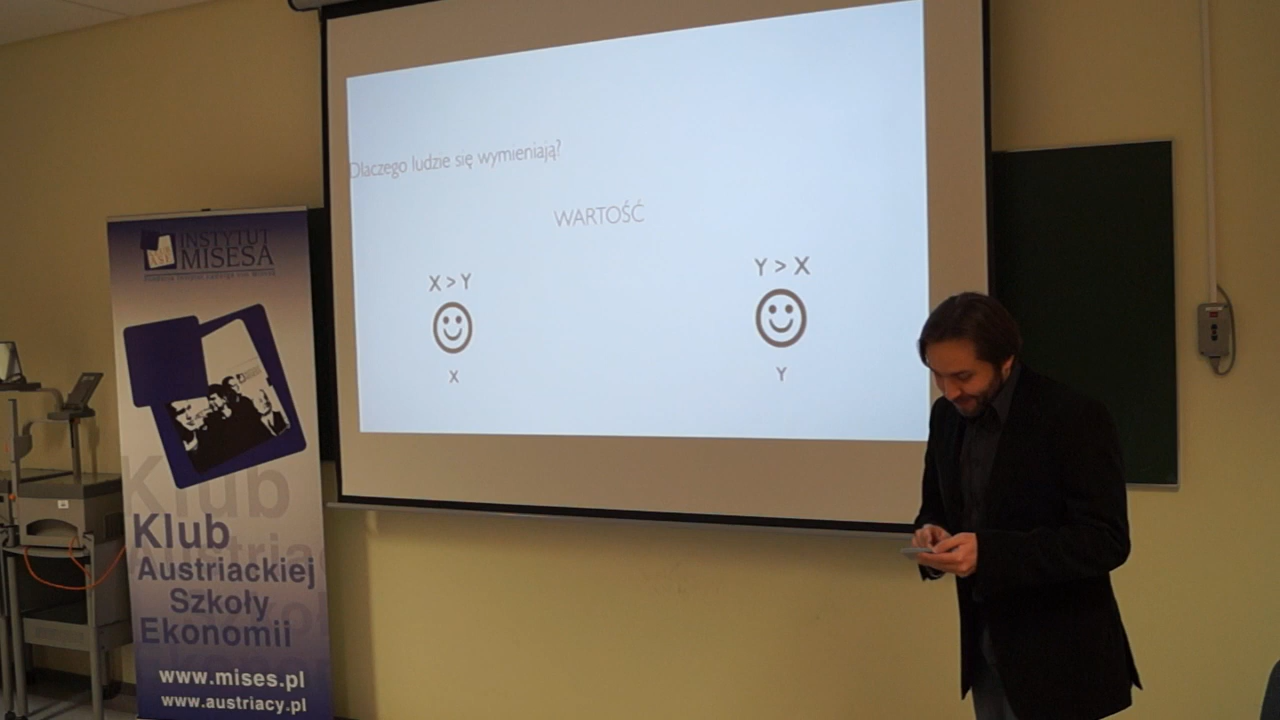 Dlaczego ludzie się wymieniają?
WARTOŚĆ
X > Y
Y > X
X
Y
INSTYTUT
MISESA
Klub
Klub
Austriackiej
Szkoły
Ekonomii
www.mises.pl
www.austriacy.pl